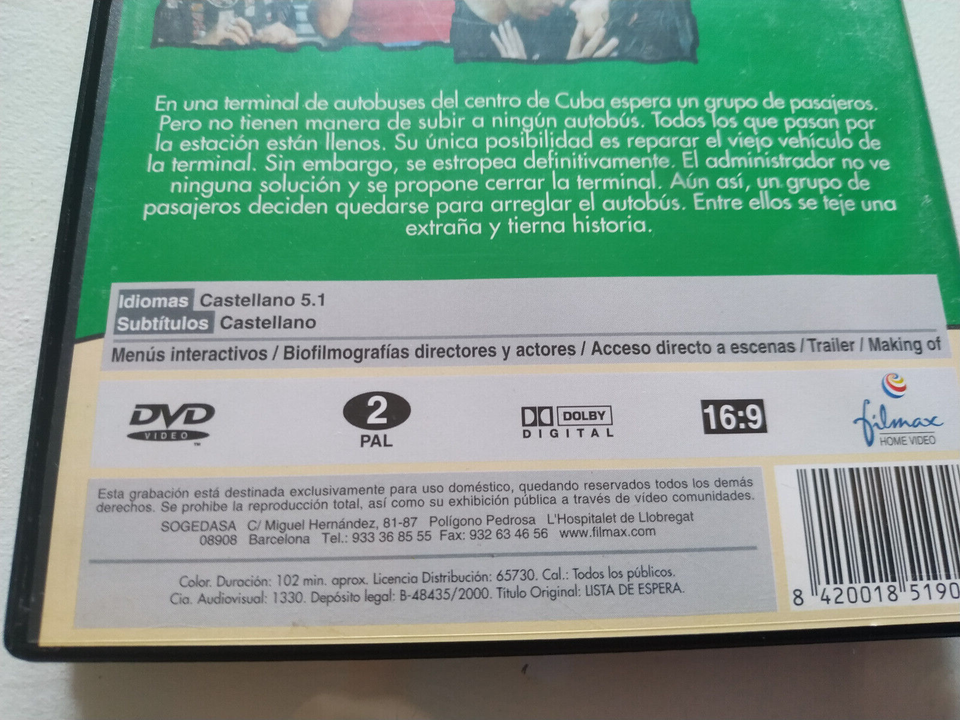 En una terminal de autobuses del centro de Cuba espera un grupo de pasajeros.
Pero no tienen manera de subir a ningún autobús. Todos los que pasan por
la estación están llenos. Su única posibilidad es reparar el viejo vehículo de
la terminal. Sin embargo, se estropea definitivamente. El administrador no ve
ninguna solución y se propone cerrar la terminal. Aún así, un grupo de
pasajeros deciden quedarse para arreglar el autobús. Entre ellos se teje una
extraña y tierna historia.
Idiomas Castellano 5.1
Subtítulos Castellano
Menús interactivos / Biofilmografías directores y actores / Acceso directo a escenas / Trailer / Making of
DVD
VIDEO
TM
2
PAL
DOLBY
DIGITAL
16:9
filmax
HOME VIDEO
Esta grabación está destinada exclusivamente para uso doméstico, quedando reservados todos los demás
derechos. Se prohibe la reproducción total, así como su exhibición pública a través de vídeo comunidades.
SOGEDASA C/ Miguel Hernández, 81-87 Polígono Pedrosa L'Hospitalet de Llobregat
08908 Barcelona Tel.: 933 36 85 55 Fax: 932 63 46 56 www.filmax.com
Color. Duración: 102 min. aprox. Licencia Distribución: 65730. Cal.: Todos los públicos.
Cia. Audiovisual: 1330. Depósito legal: B-48435/2000. Titulo Original: LISTA DE ESPERA.
8 420018 5190